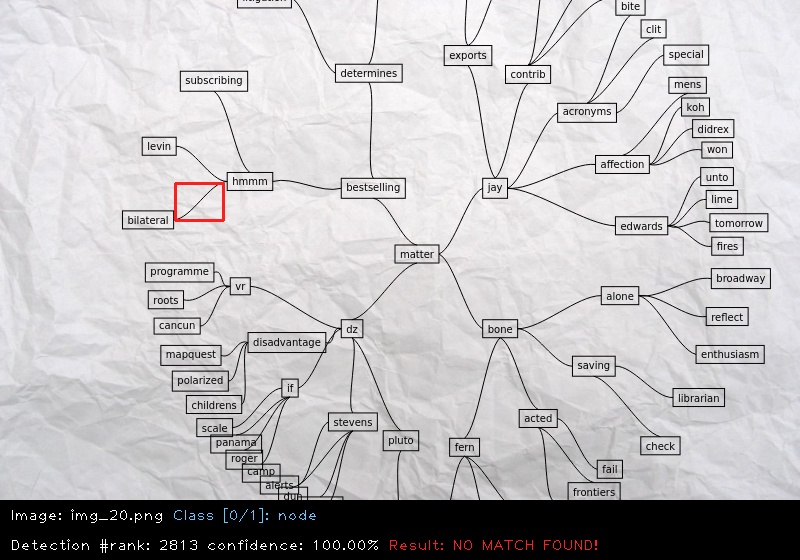 bite
clit
exports
special
determines
contrib
subscribing
mens
koh
acronyms
didrex
levin
won
affection
unto
hmmm
bestselling
jay
lime
bilateral
tomorrow
edwards
fires
matter
programme
broadway
vr
alone
roots
reflect
cancun
dz
bone
disadvantage
mapquest
enthusiasm
saving
polarized
if
librarian
childrens
acted
stevens
scale
pluto
panama
check
fern
roger
camp
fail
alerts
frontiers
Image: img_20.png Class [0/1]: node
Detection #rank: 2813 confidence: 100.00% Result: NO MATCH FOUND!